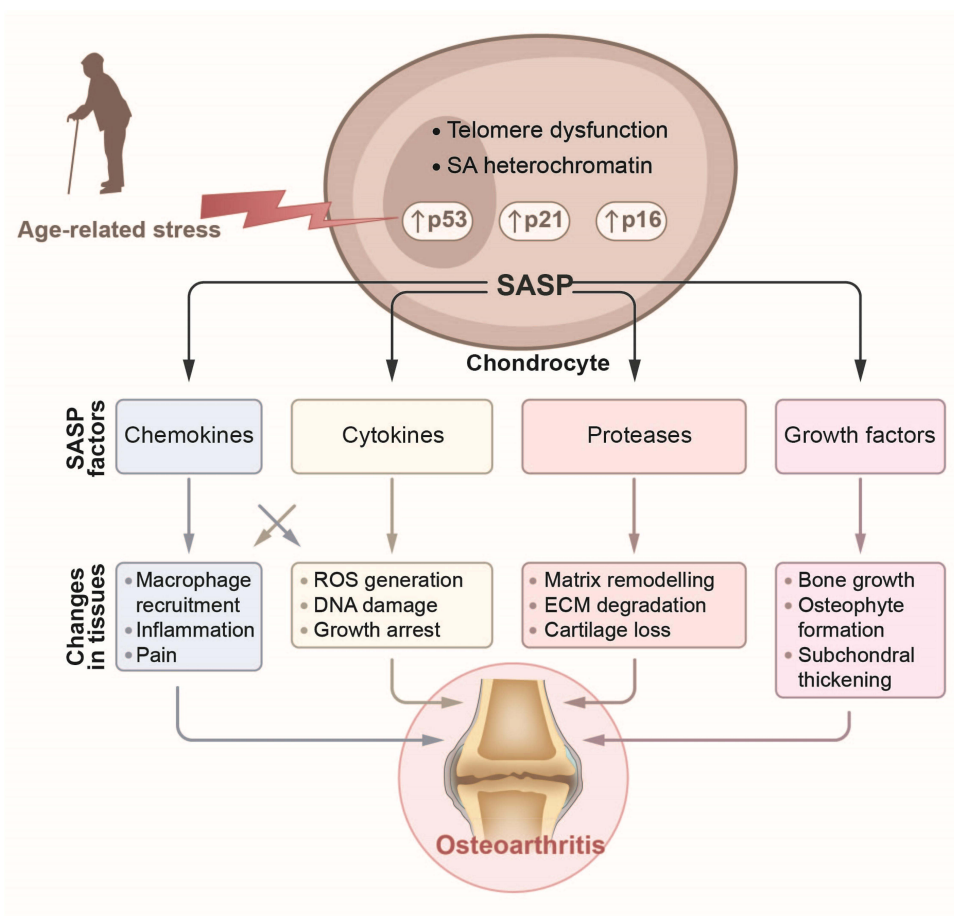 • Telomere dysfunction
• SA heterochromatin
Age-related stress
↑p53
↑p21
↑p16
SASP
Chondrocyte
SASP
factors
Chemokines
Cytokines
Proteases
Growth factors
Changes
in tissues
• Macrophage
recruitment
• Inflammation
• Pain
• ROS generation
• DNA damage
• Growth arrest
• Matrix remodelling
• ECM degradation
• Cartilage loss
• Bone growth
• Osteophyte
formation
• Subchondral
thickening
Osteoarthritis